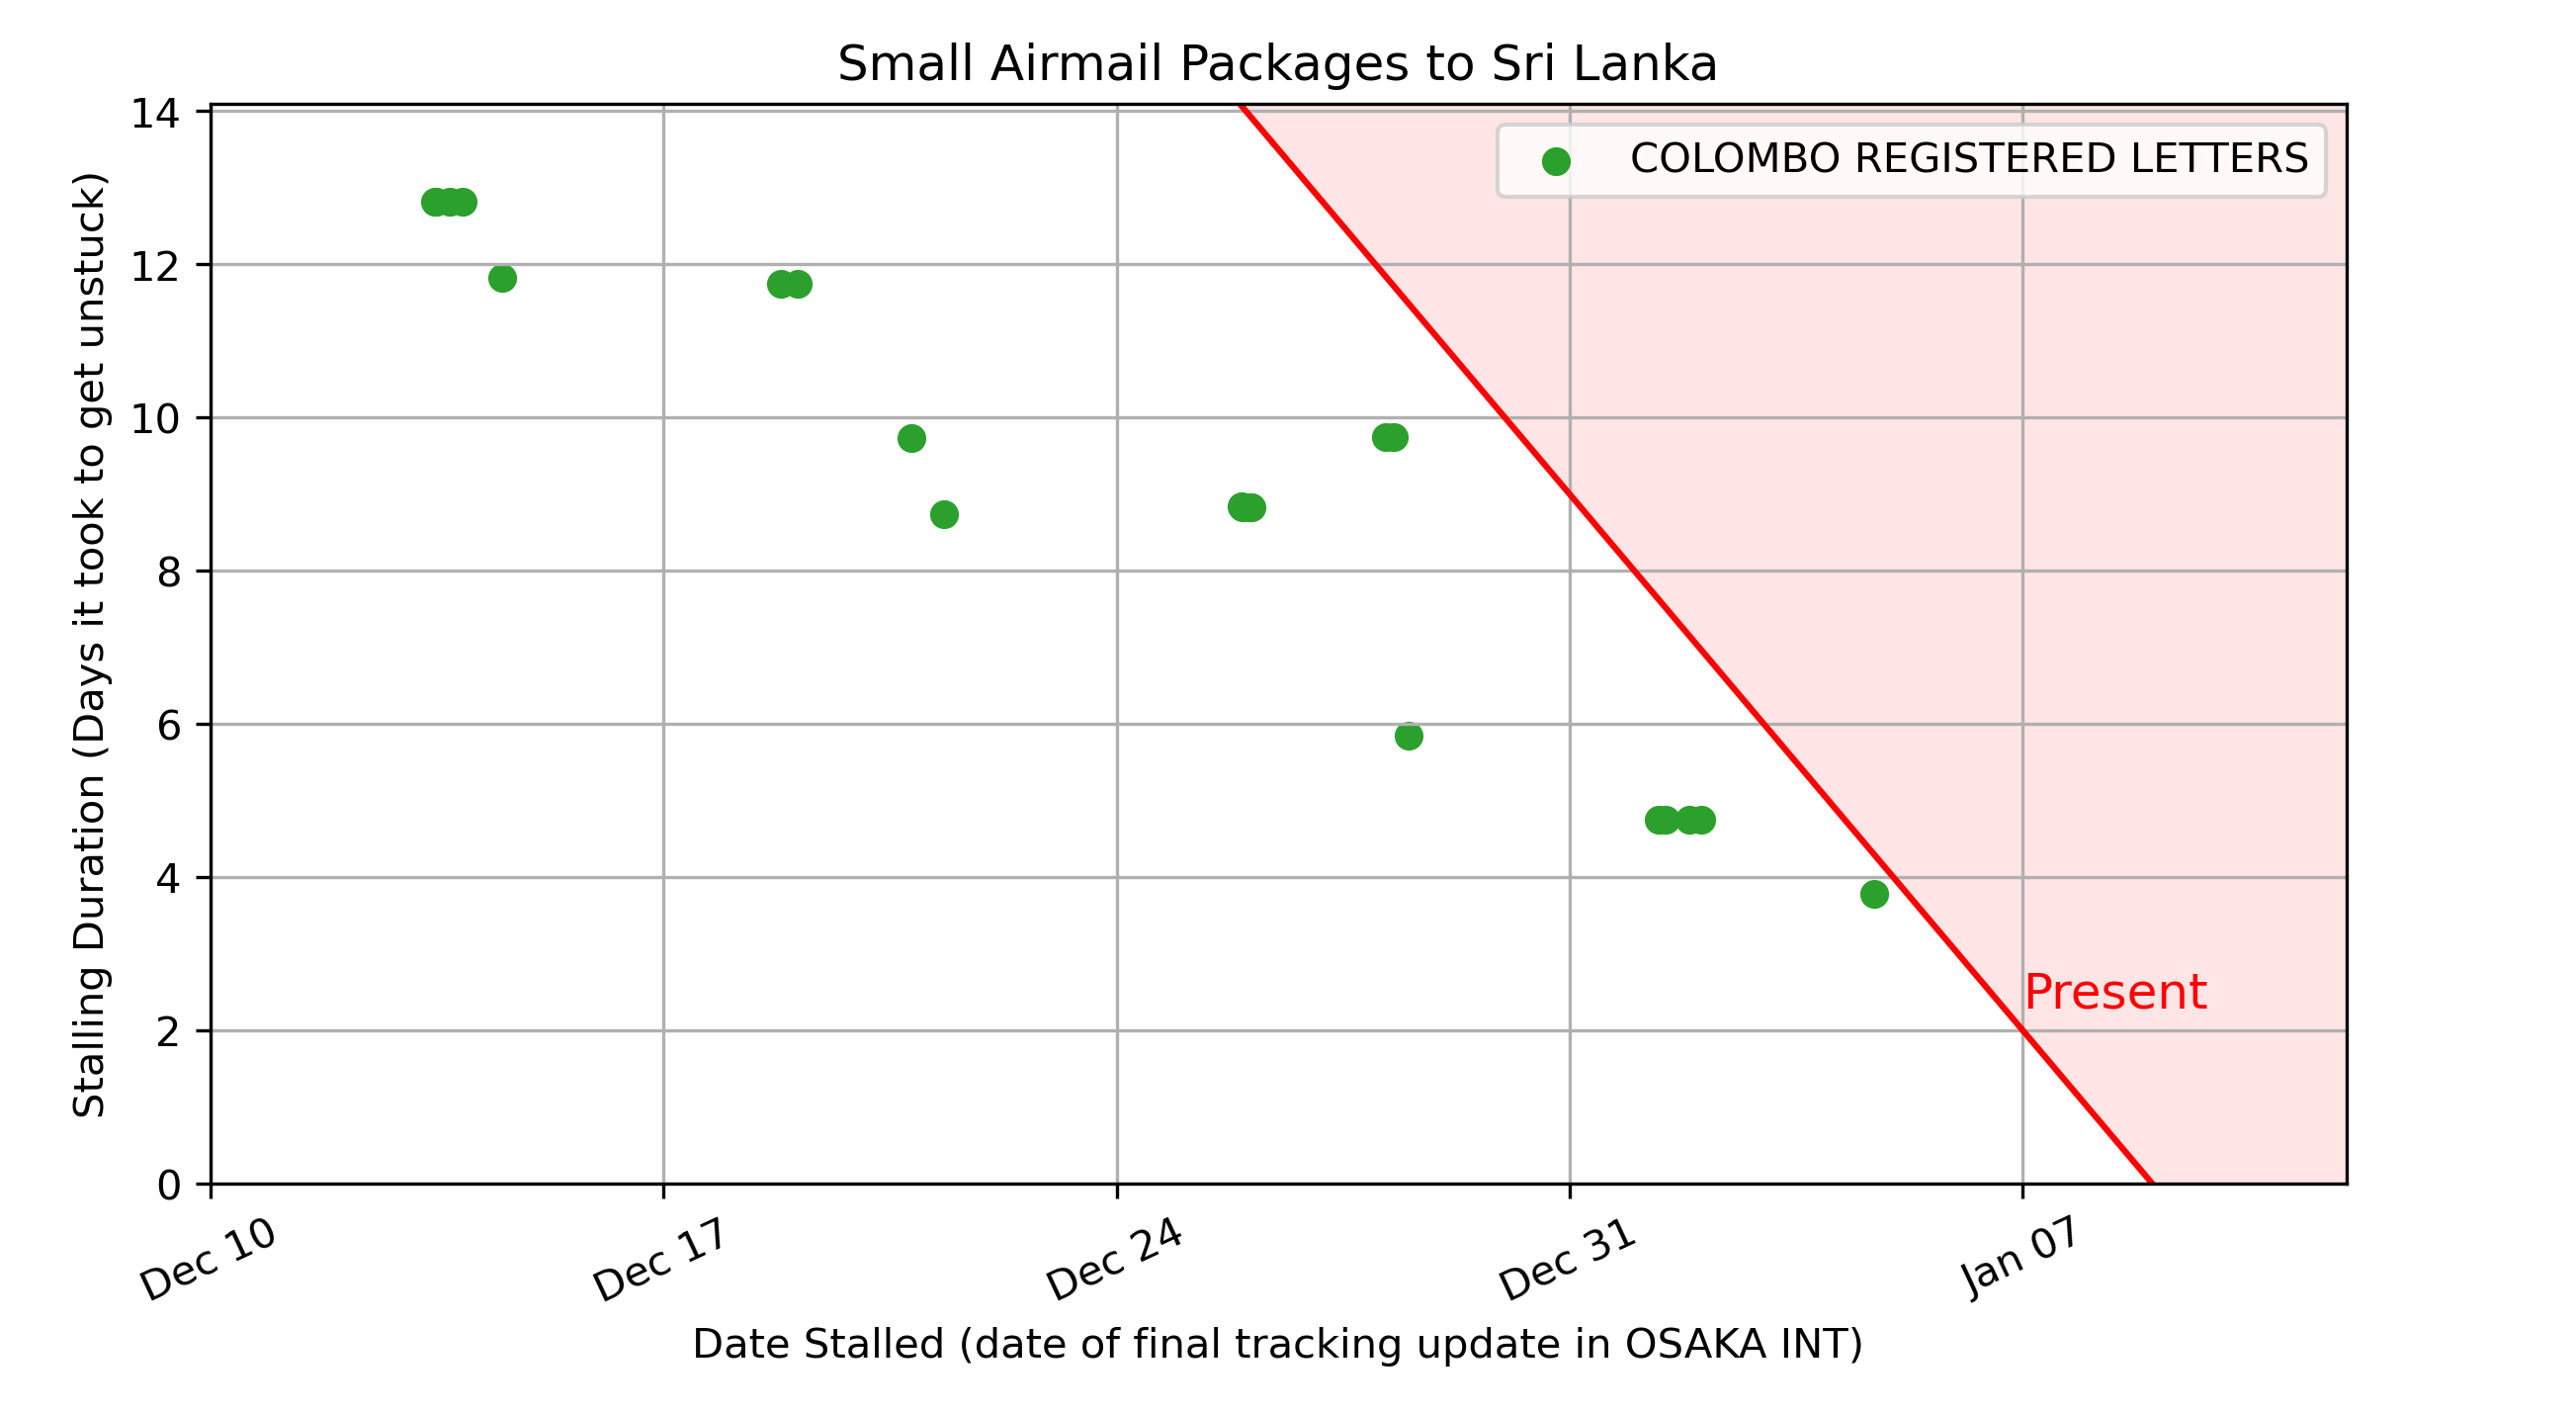 Small Airmail Packages to Sri Lanka
COLOMBO REGISTERED LETTERS
Stalling Duration (Days it took to get unstuck)
14
12
10
8
6
4
2
0
Present
Dec 10
Dec 17
Dec 24
Dec 31
Jan 07
Date Stalled (date of final tracking update in OSAKA INT)